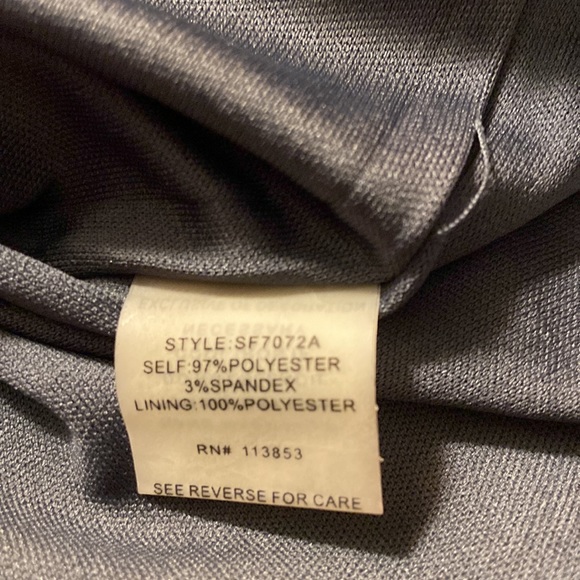 STYLE:SF7072A
SELF:97%POLYESTER
3%SPANDEX
LINING:100%POLYESTER
RN# 113853
SEE REVERSE FOR CARE